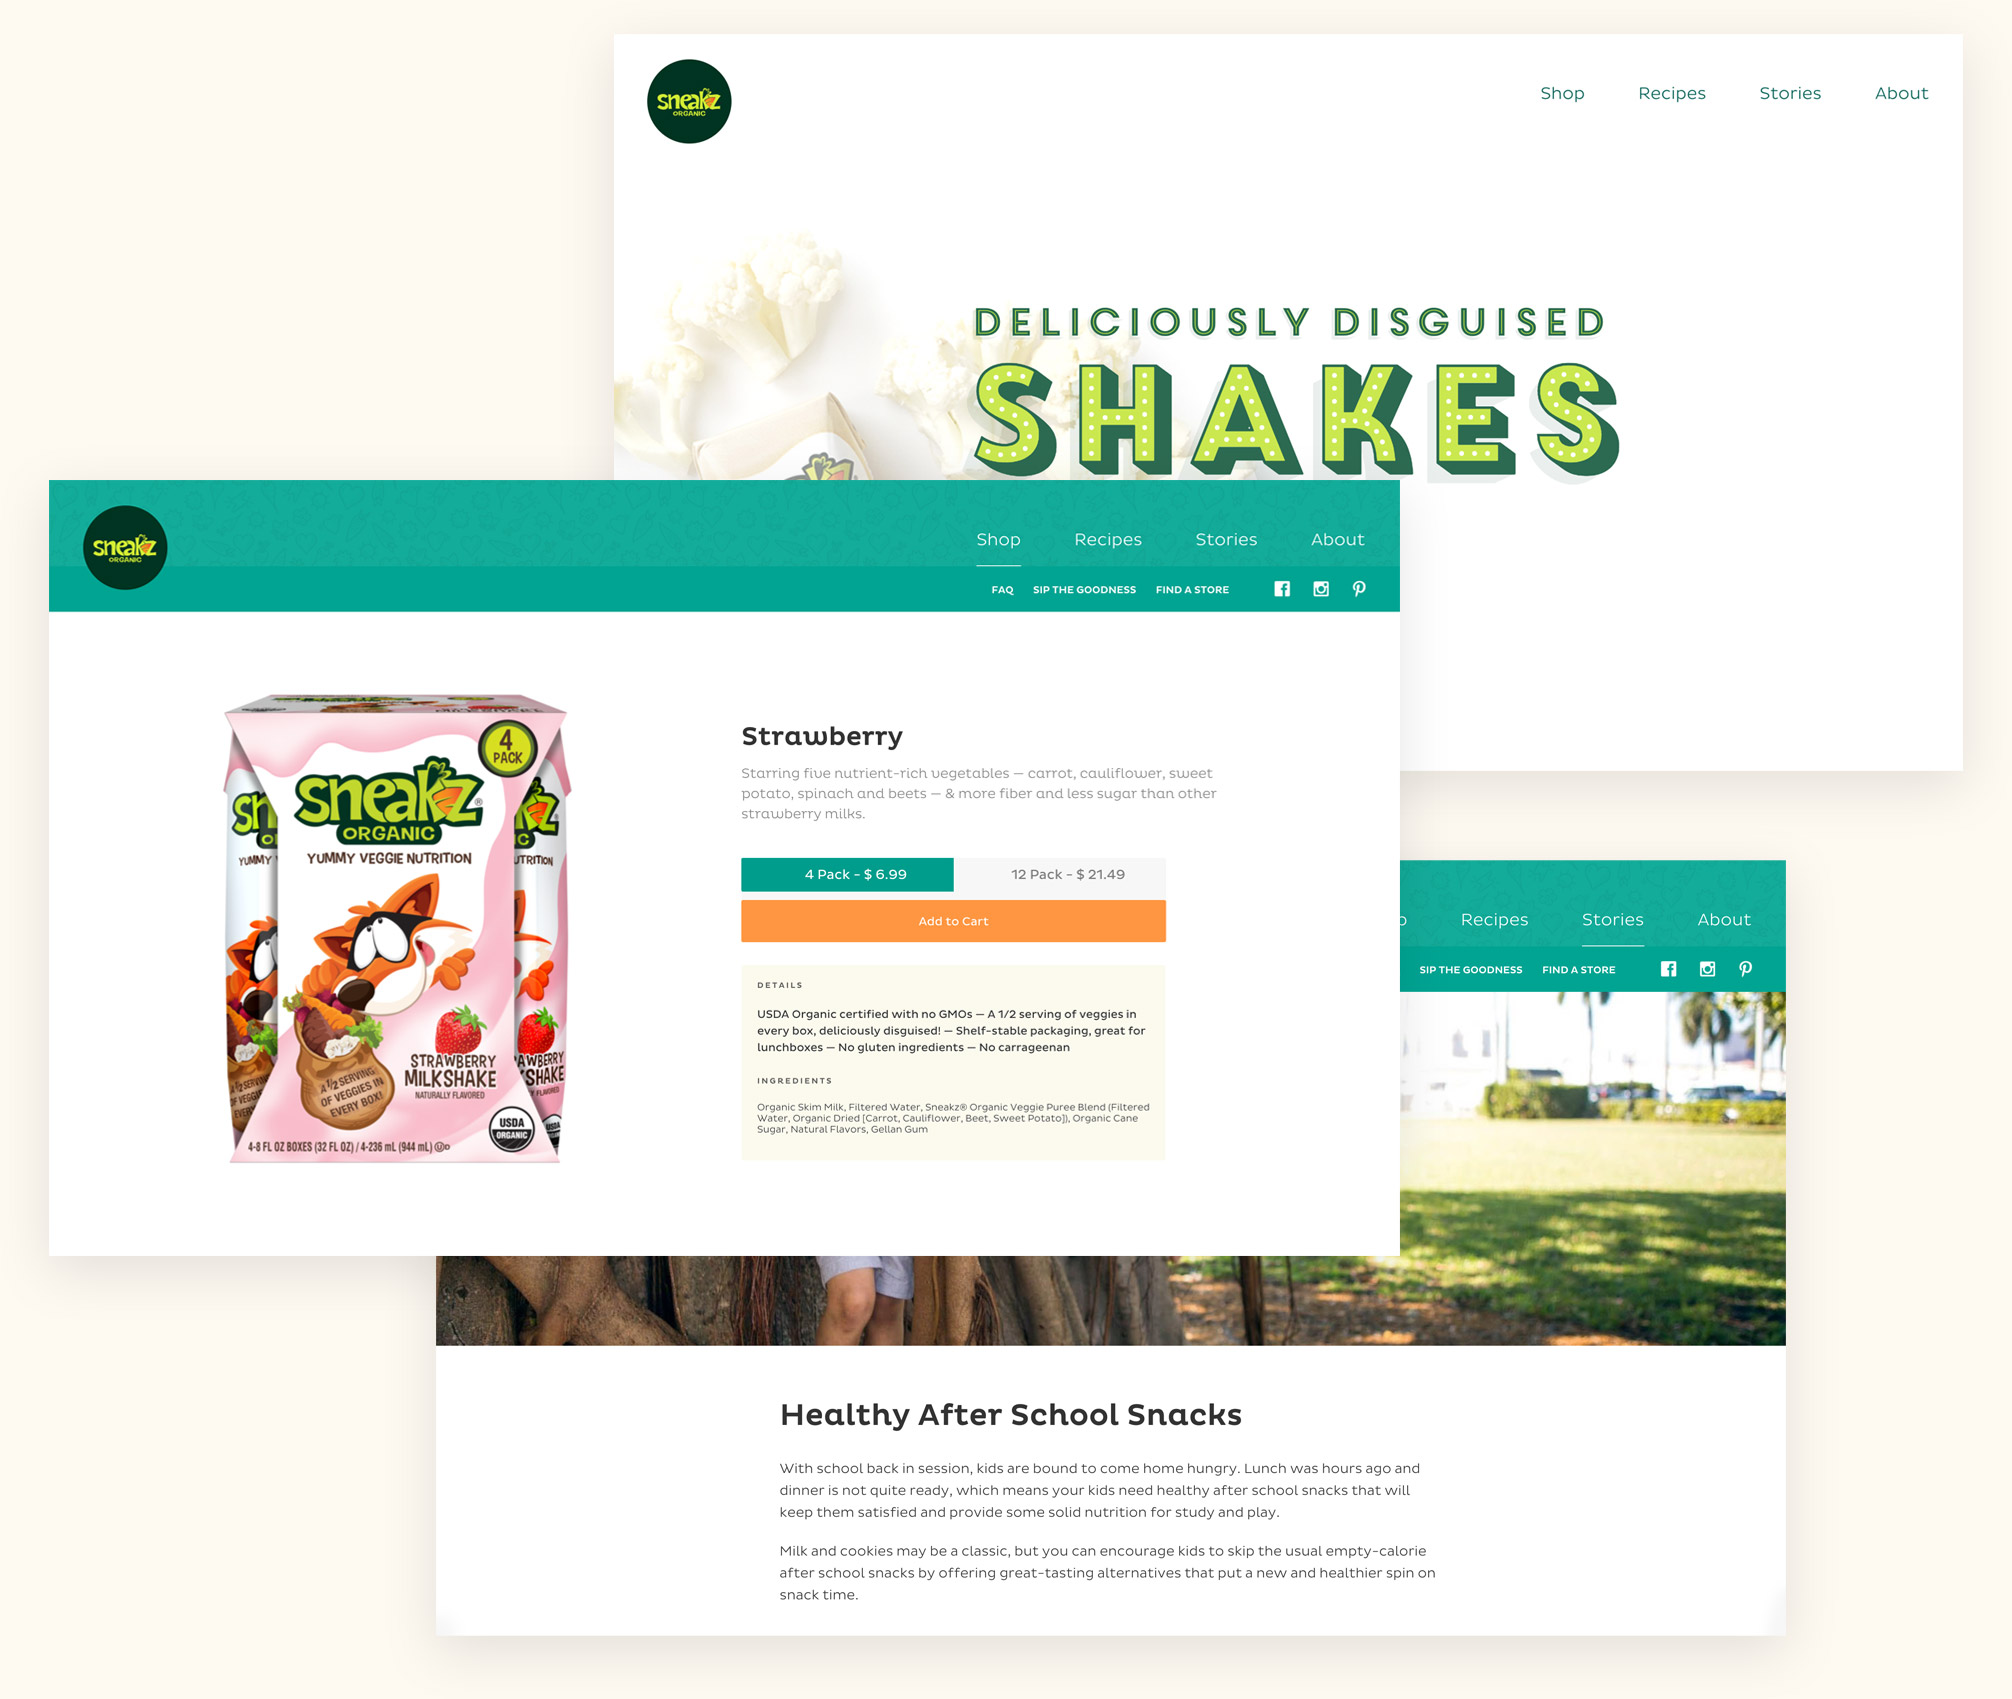 sneakz
ORGANIC
Shop Recipes Stories About
DELICIOUSLY DISGUISED
SHAKES
sneakz
ORGANIC
Shop Recipes Stories About
FAQ SIP THE GOODNESS FIND A STORE
4
PACK
sneakz®
ORGANIC
YUMMY VEGGIE NUTRITION
STRAWBERRY
MILKSHAKE
NATURALLY FLAVORED
A 1/2 SERVING
OF VEGGIES IN
EVERY BOX!
USDA
ORGANIC
4-8 FL OZ BOXES (32 FL OZ) / 4-236 mL (944 mL)
Strawberry
Starring five nutrient-rich vegetables — carrot, cauliflower, sweet
potato, spinach and beets — & more fiber and less sugar than other
strawberry milks.
4 Pack - $ 6.99 12 Pack - $ 21.49
Add to Cart
DETAILS
USDA Organic certified with no GMOs — A 1/2 serving of veggies in
every box, deliciously disguised! — Shelf-stable packaging, great for
lunchboxes — No gluten ingredients — No carrageenan
INGREDIENTS
Organic Skim Milk, Filtered Water, Sneakz® Organic Veggie Puree Blend (Filtered
Water, Organic Dried [Carrot, Cauliflower, Beet, Sweet Potato]), Organic Cane
Sugar, Natural Flavors, Gellan Gum
Recipes Stories About
SIP THE GOODNESS FIND A STORE
Healthy After School Snacks
With school back in session, kids are bound to come home hungry. Lunch was hours ago and
dinner is not quite ready, which means your kids need healthy after school snacks that will
keep them satisfied and provide some solid nutrition for study and play.
Milk and cookies may be a classic, but you can encourage kids to skip the usual empty-calorie
after school snacks by offering great-tasting alternatives that put a new and healthier spin on
snack time.